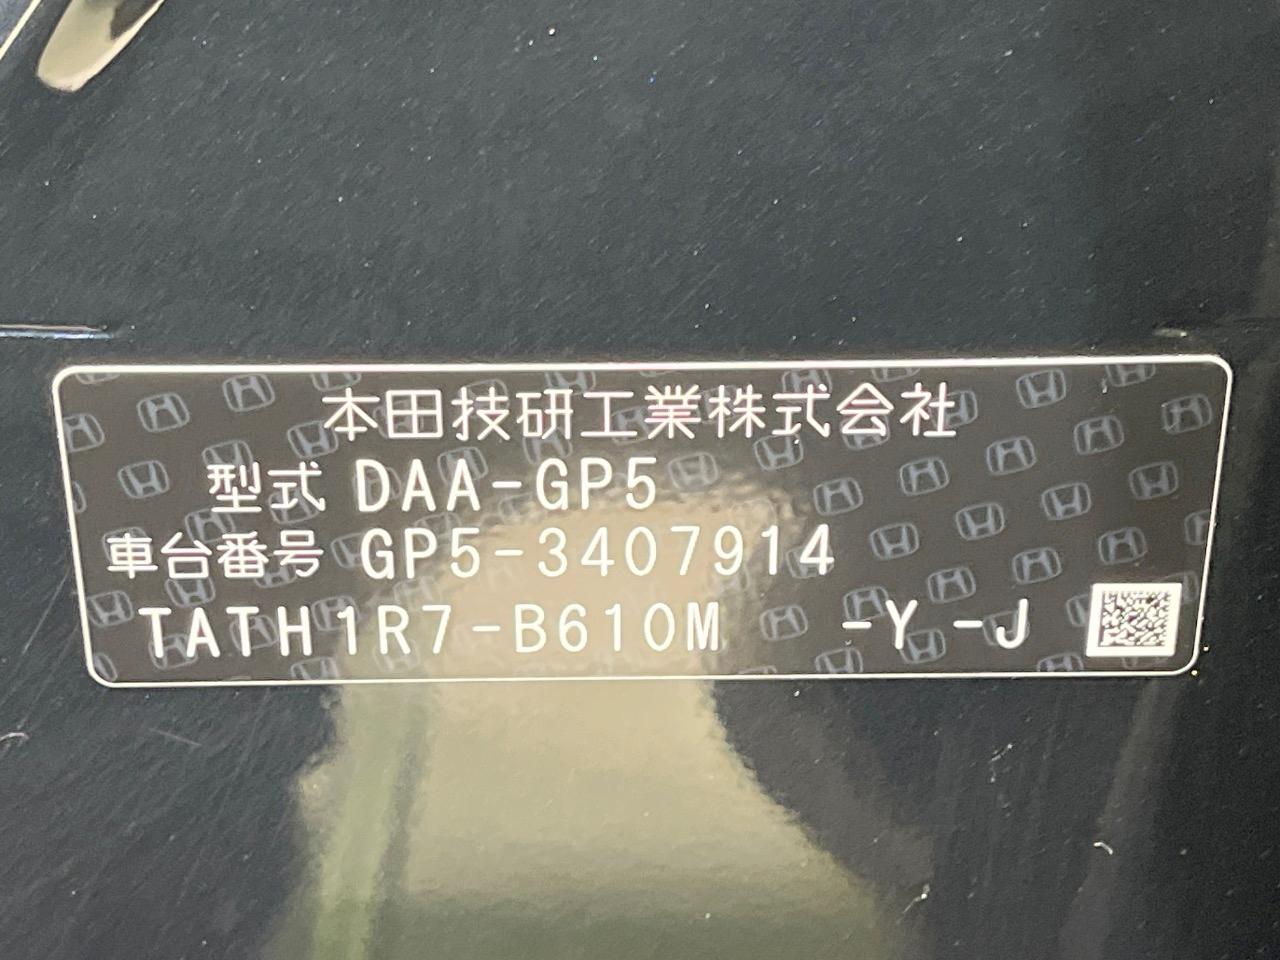 本田技研工業株式会社
型式 DAA-GP5
車台番号 GP5-3407914
TATH1R7-B610M -Y -J